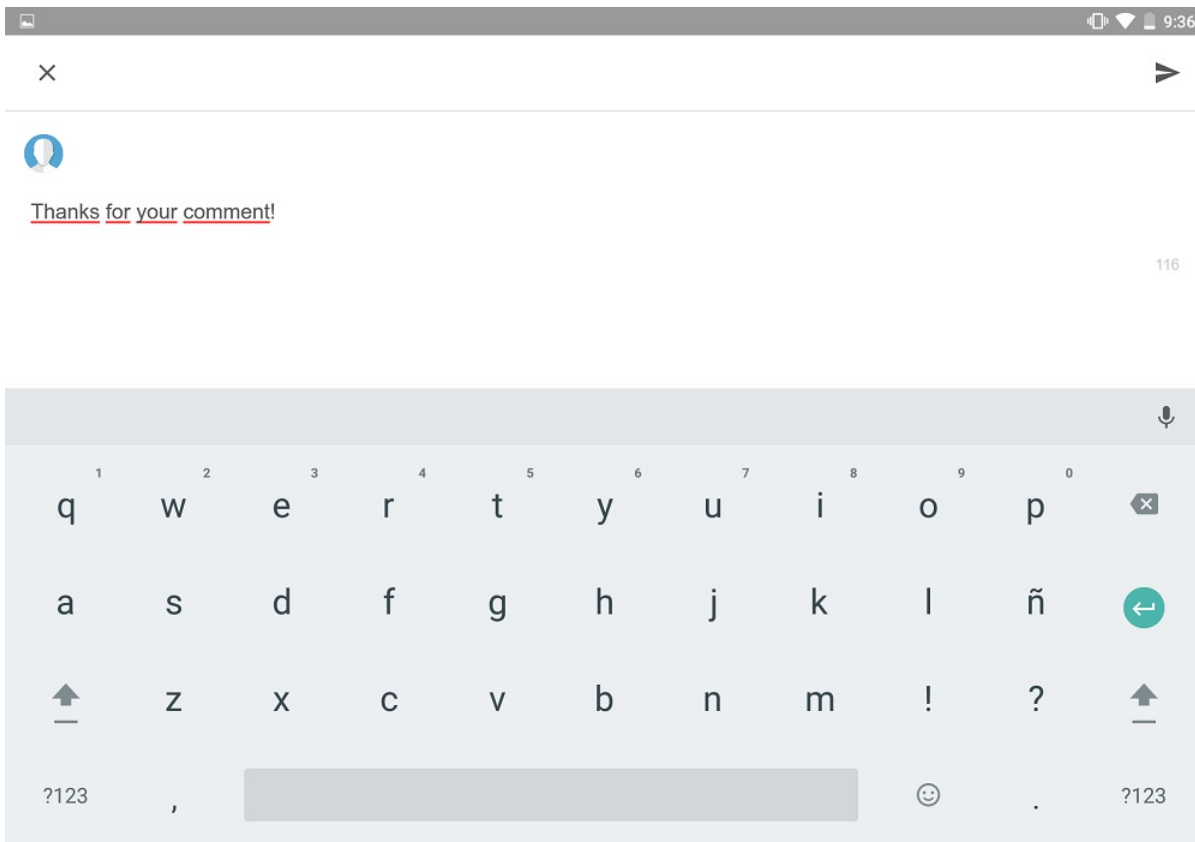 9:36
Thanks for your comment!
116
1 2 3 4 5 6 7 8 9 0
q w e r t y u i o p
a s d f g h j k l ñ
z x c v b n m ! ?
?123 , . ?123